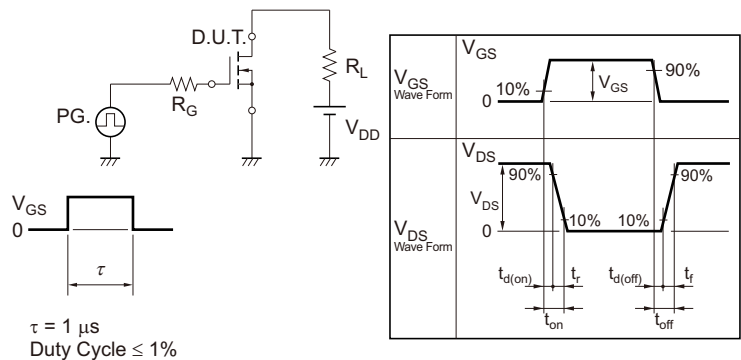 D.U.T.
R_L
R_G
PG.
V_DD
V_GS
0
τ
τ = 1 μs
Duty Cycle ≤ 1%
V_GS
Wave Form
V_GS
10%
V_GS
90%
0
V_DS
Wave Form
V_DS
90%
90%
V_DS
10% 10%
0
t_d(on) t_r t_d(off) t_f
t_on t_off